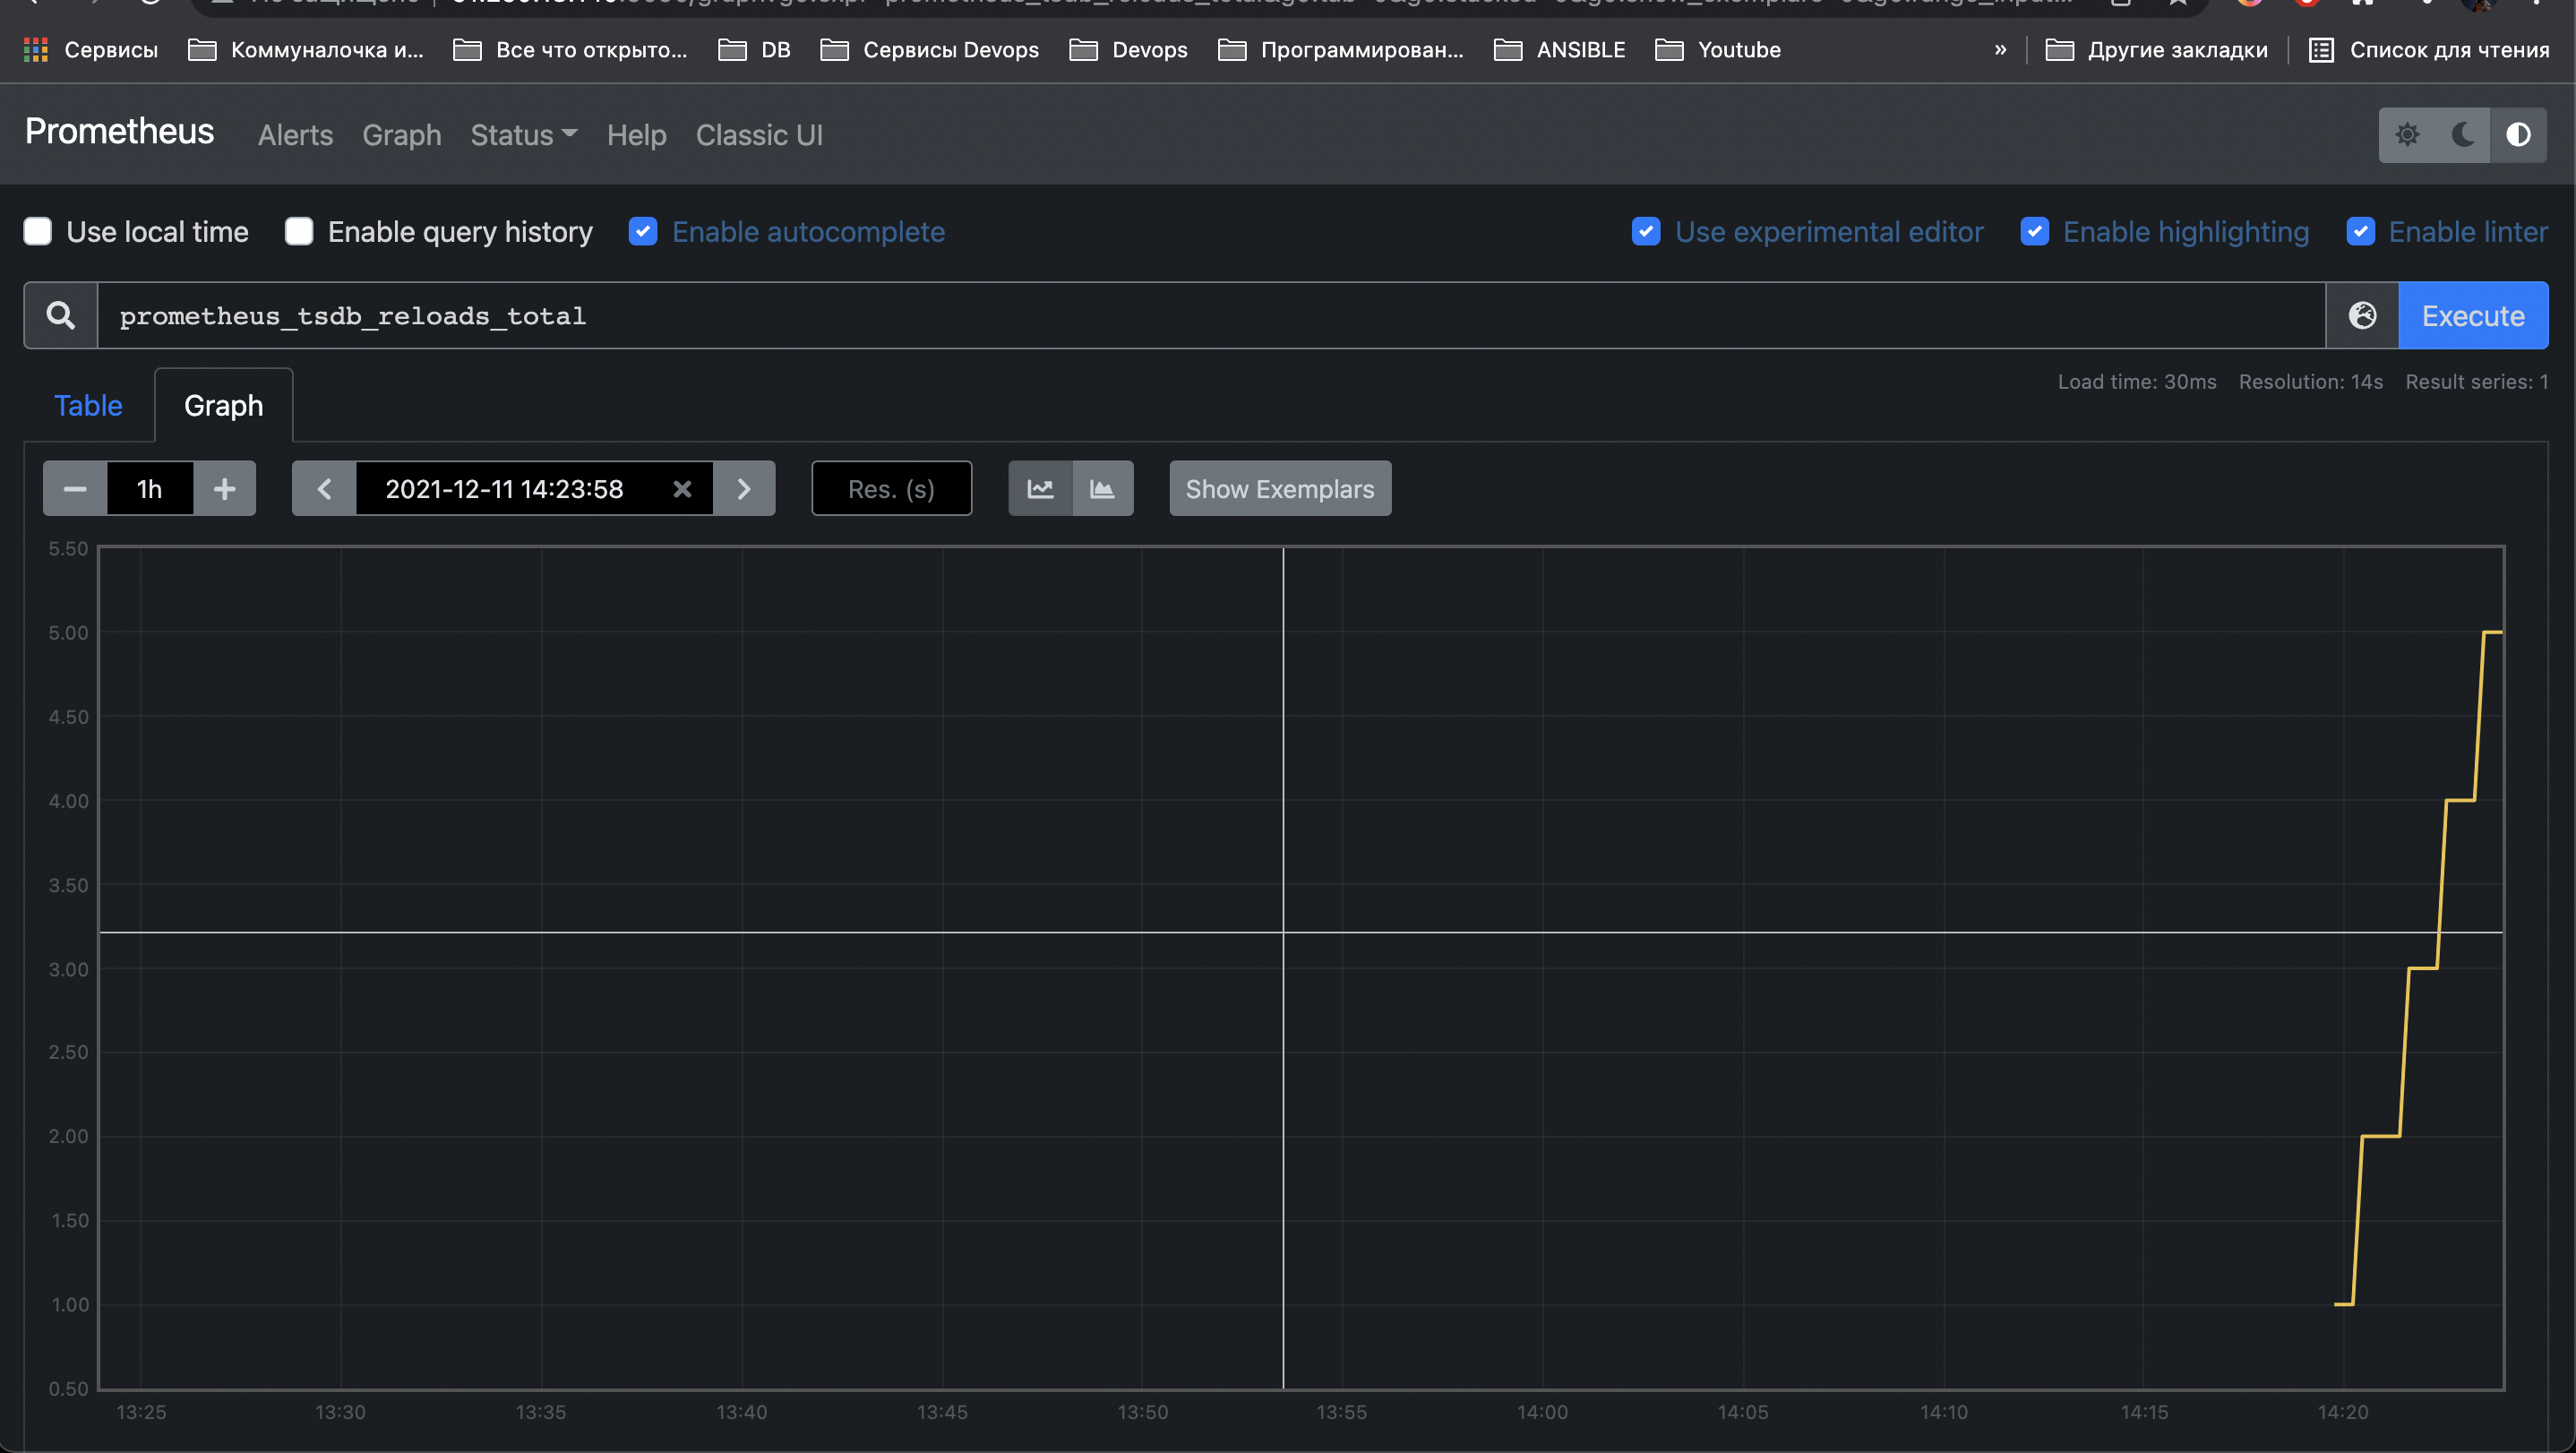 Сервисы Коммуналочка и... Все что открыто... DB Сервисы Devops Devops Программирован... ANSIBLE Youtube » Другие закладки Список для чтения
Prometheus Alerts Graph Status Help Classic UI
Use local time Enable query history Enable autocomplete Use experimental editor Enable highlighting Enable linter
prometheus_tsdb_reloads_total Execute
Load time: 30ms Resolution: 14s Result series: 1
Table Graph
1h 2021-12-11 14:23:58 Res. (s) Show Exemplars
5.50
5.00
4.50
4.00
3.50
3.00
2.50
2.00
1.50
1.00
0.50
13:25 13:30 13:35 13:40 13:45 13:50 13:55 14:00 14:05 14:10 14:15 14:20